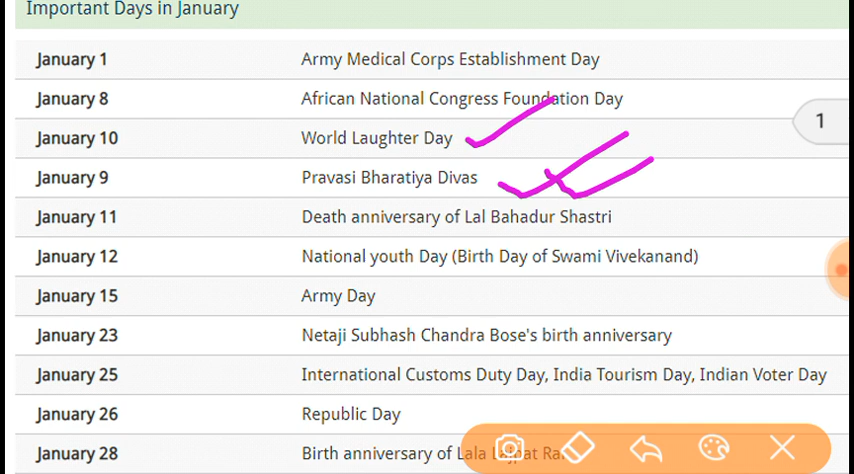 Important Days in January
January 1 Army Medical Corps Establishment Day
January 8 African National Congress Foundation Day
January 10 World Laughter Day
1
January 9 Pravasi Bharatiya Divas
January 11 Death anniversary of Lal Bahadur Shastri
January 12 National youth Day (Birth Day of Swami Vivekanand)
January 15 Army Day
January 23 Netaji Subhash Chandra Bose's birth anniversary
January 25 International Customs Duty Day, India Tourism Day, Indian Voter Day
January 26 Republic Day
January 28 Birth anniversary of Lala Lajpat